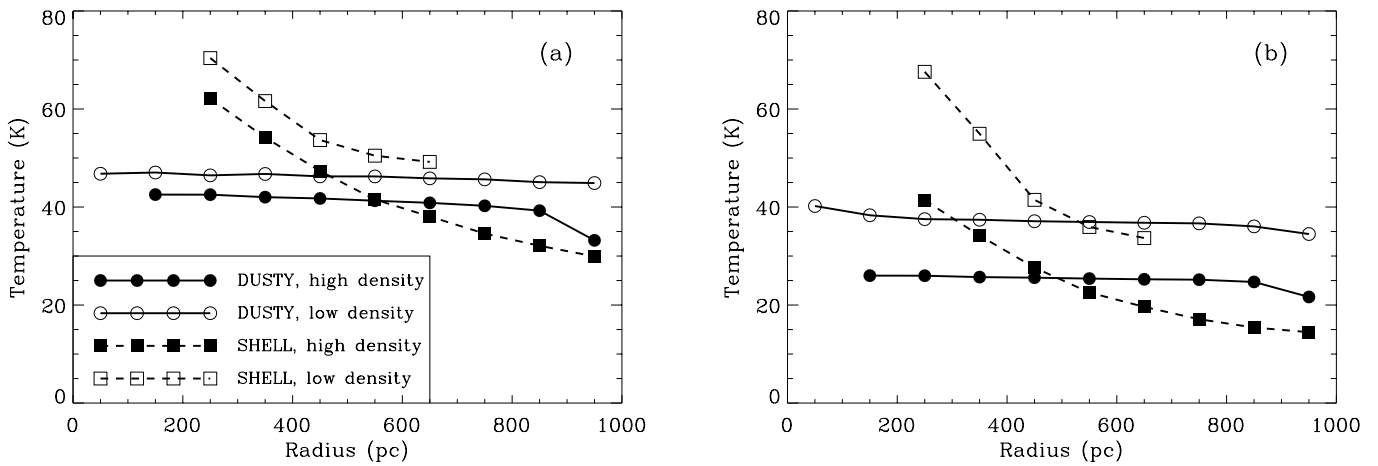 80
60
40
20
0
Temperature (K)
(a)
DUSTY, high density
DUSTY, low density
SHELL, high density
SHELL, low density
0 200 400 600 800 1000
Radius (pc)
80
60
40
20
0
Temperature (K)
(b)
0 200 400 600 800 1000
Radius (pc)